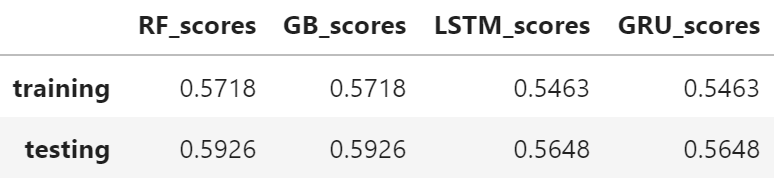 RF_scores GB_scores LSTM_scores GRU_scores
training 0.5718 0.5718 0.5463 0.5463
testing 0.5926 0.5926 0.5648 0.5648